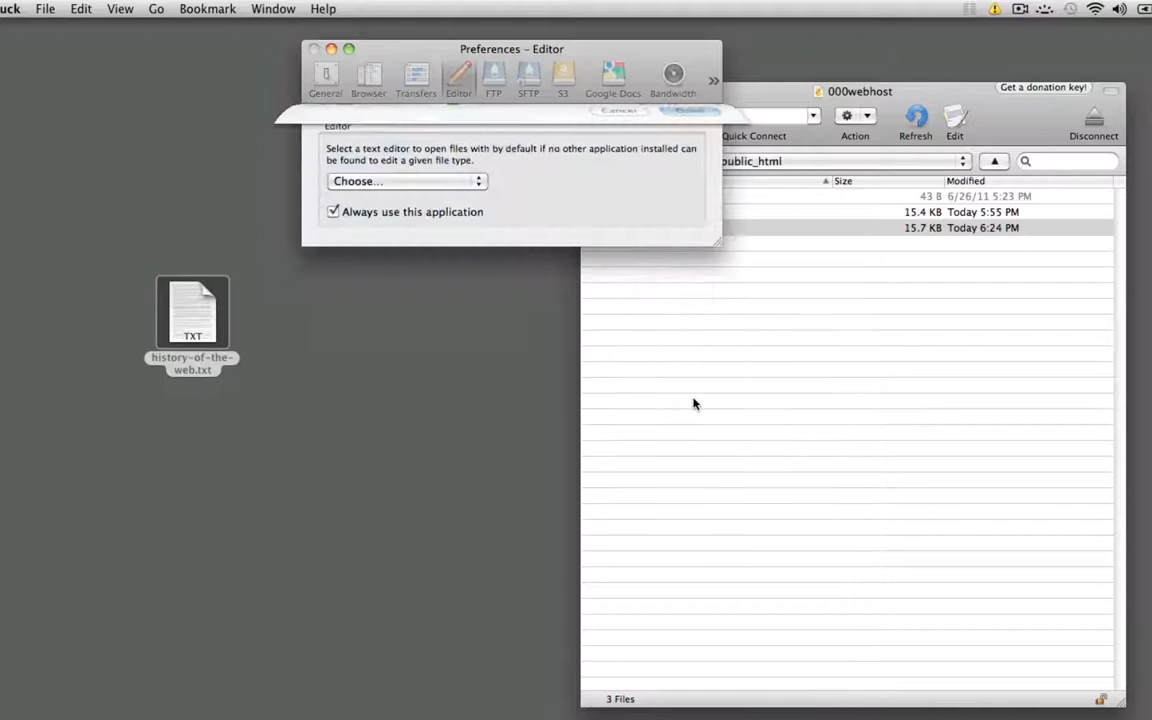 uck File Edit View Go Bookmark Window Help
Preferences – Editor
General Browser Transfers Editor FTP SFTP S3 Google Docs Bandwidth »
Editor
Select a text editor to open files with by default if no other application installed can
be found to edit a given file type.
Choose...
Always use this application
000webhost
Get a donation key!
Quick Connect Action Refresh Edit Disconnect
public_html
Size Modified
43 B 6/26/11 5:23 PM
15.4 KB Today 5:55 PM
15.7 KB Today 6:24 PM
TXT
history-of-the-
web.txt
3 Files